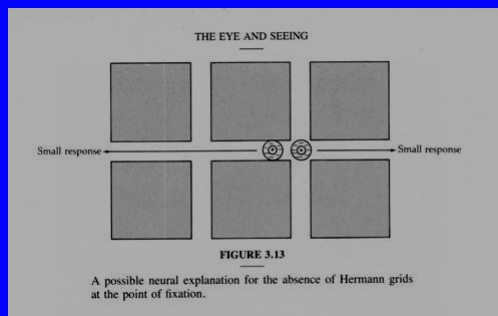 THE EYE AND SEEING
Small response
Small response
FIGURE 3.13
A possible neural explanation for the absence of Hermann grids
at the point of fixation.